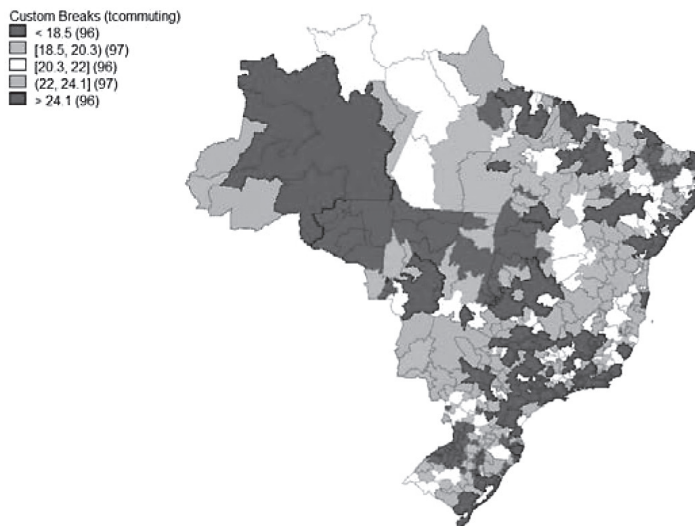 Custom Breaks (tcommuting)
< 18.5 (96)
[18.5, 20.3) (97)
[20.3, 22] (96)
(22, 24.1] (97)
> 24.1 (96)